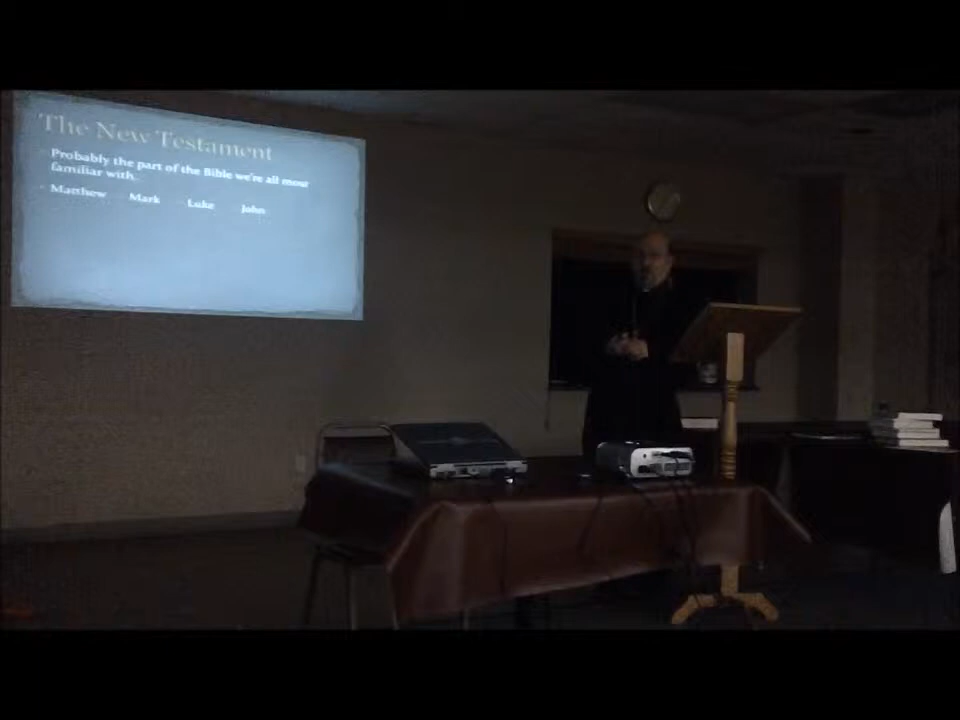 The New Testament
Probably the part of the Bible we're all most
familiar with.
Matthew Mark Luke John